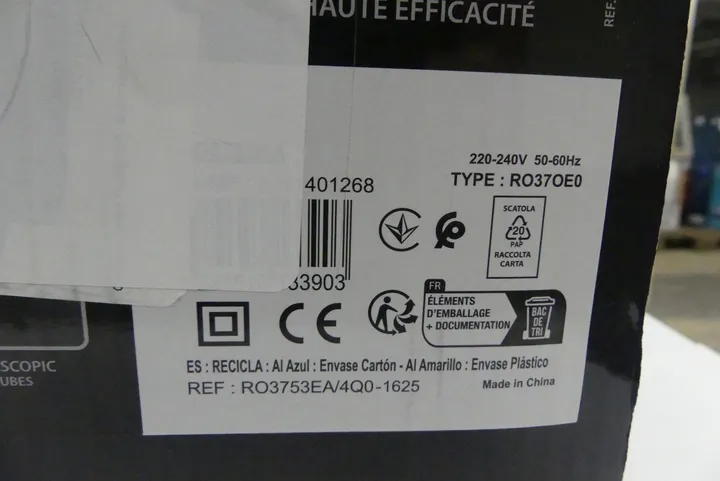 HAUTE EFFICACITÉ
REF.
220-240V 50-60Hz
TYPE : RO37OE0
401268
SCATOLA
20
PAP
RACCOLTA
CARTA
33903
FR
ÉLÉMENTS
D'EMBALLAGE
+ DOCUMENTATION
BAC
DE
TRI
CE
ES : RECICLA : Al Azul : Envase Cartón - Al Amarillo : Envase Plástico
REF : RO3753EA/4Q0-1625
Made in China
SCOPIC
UBES